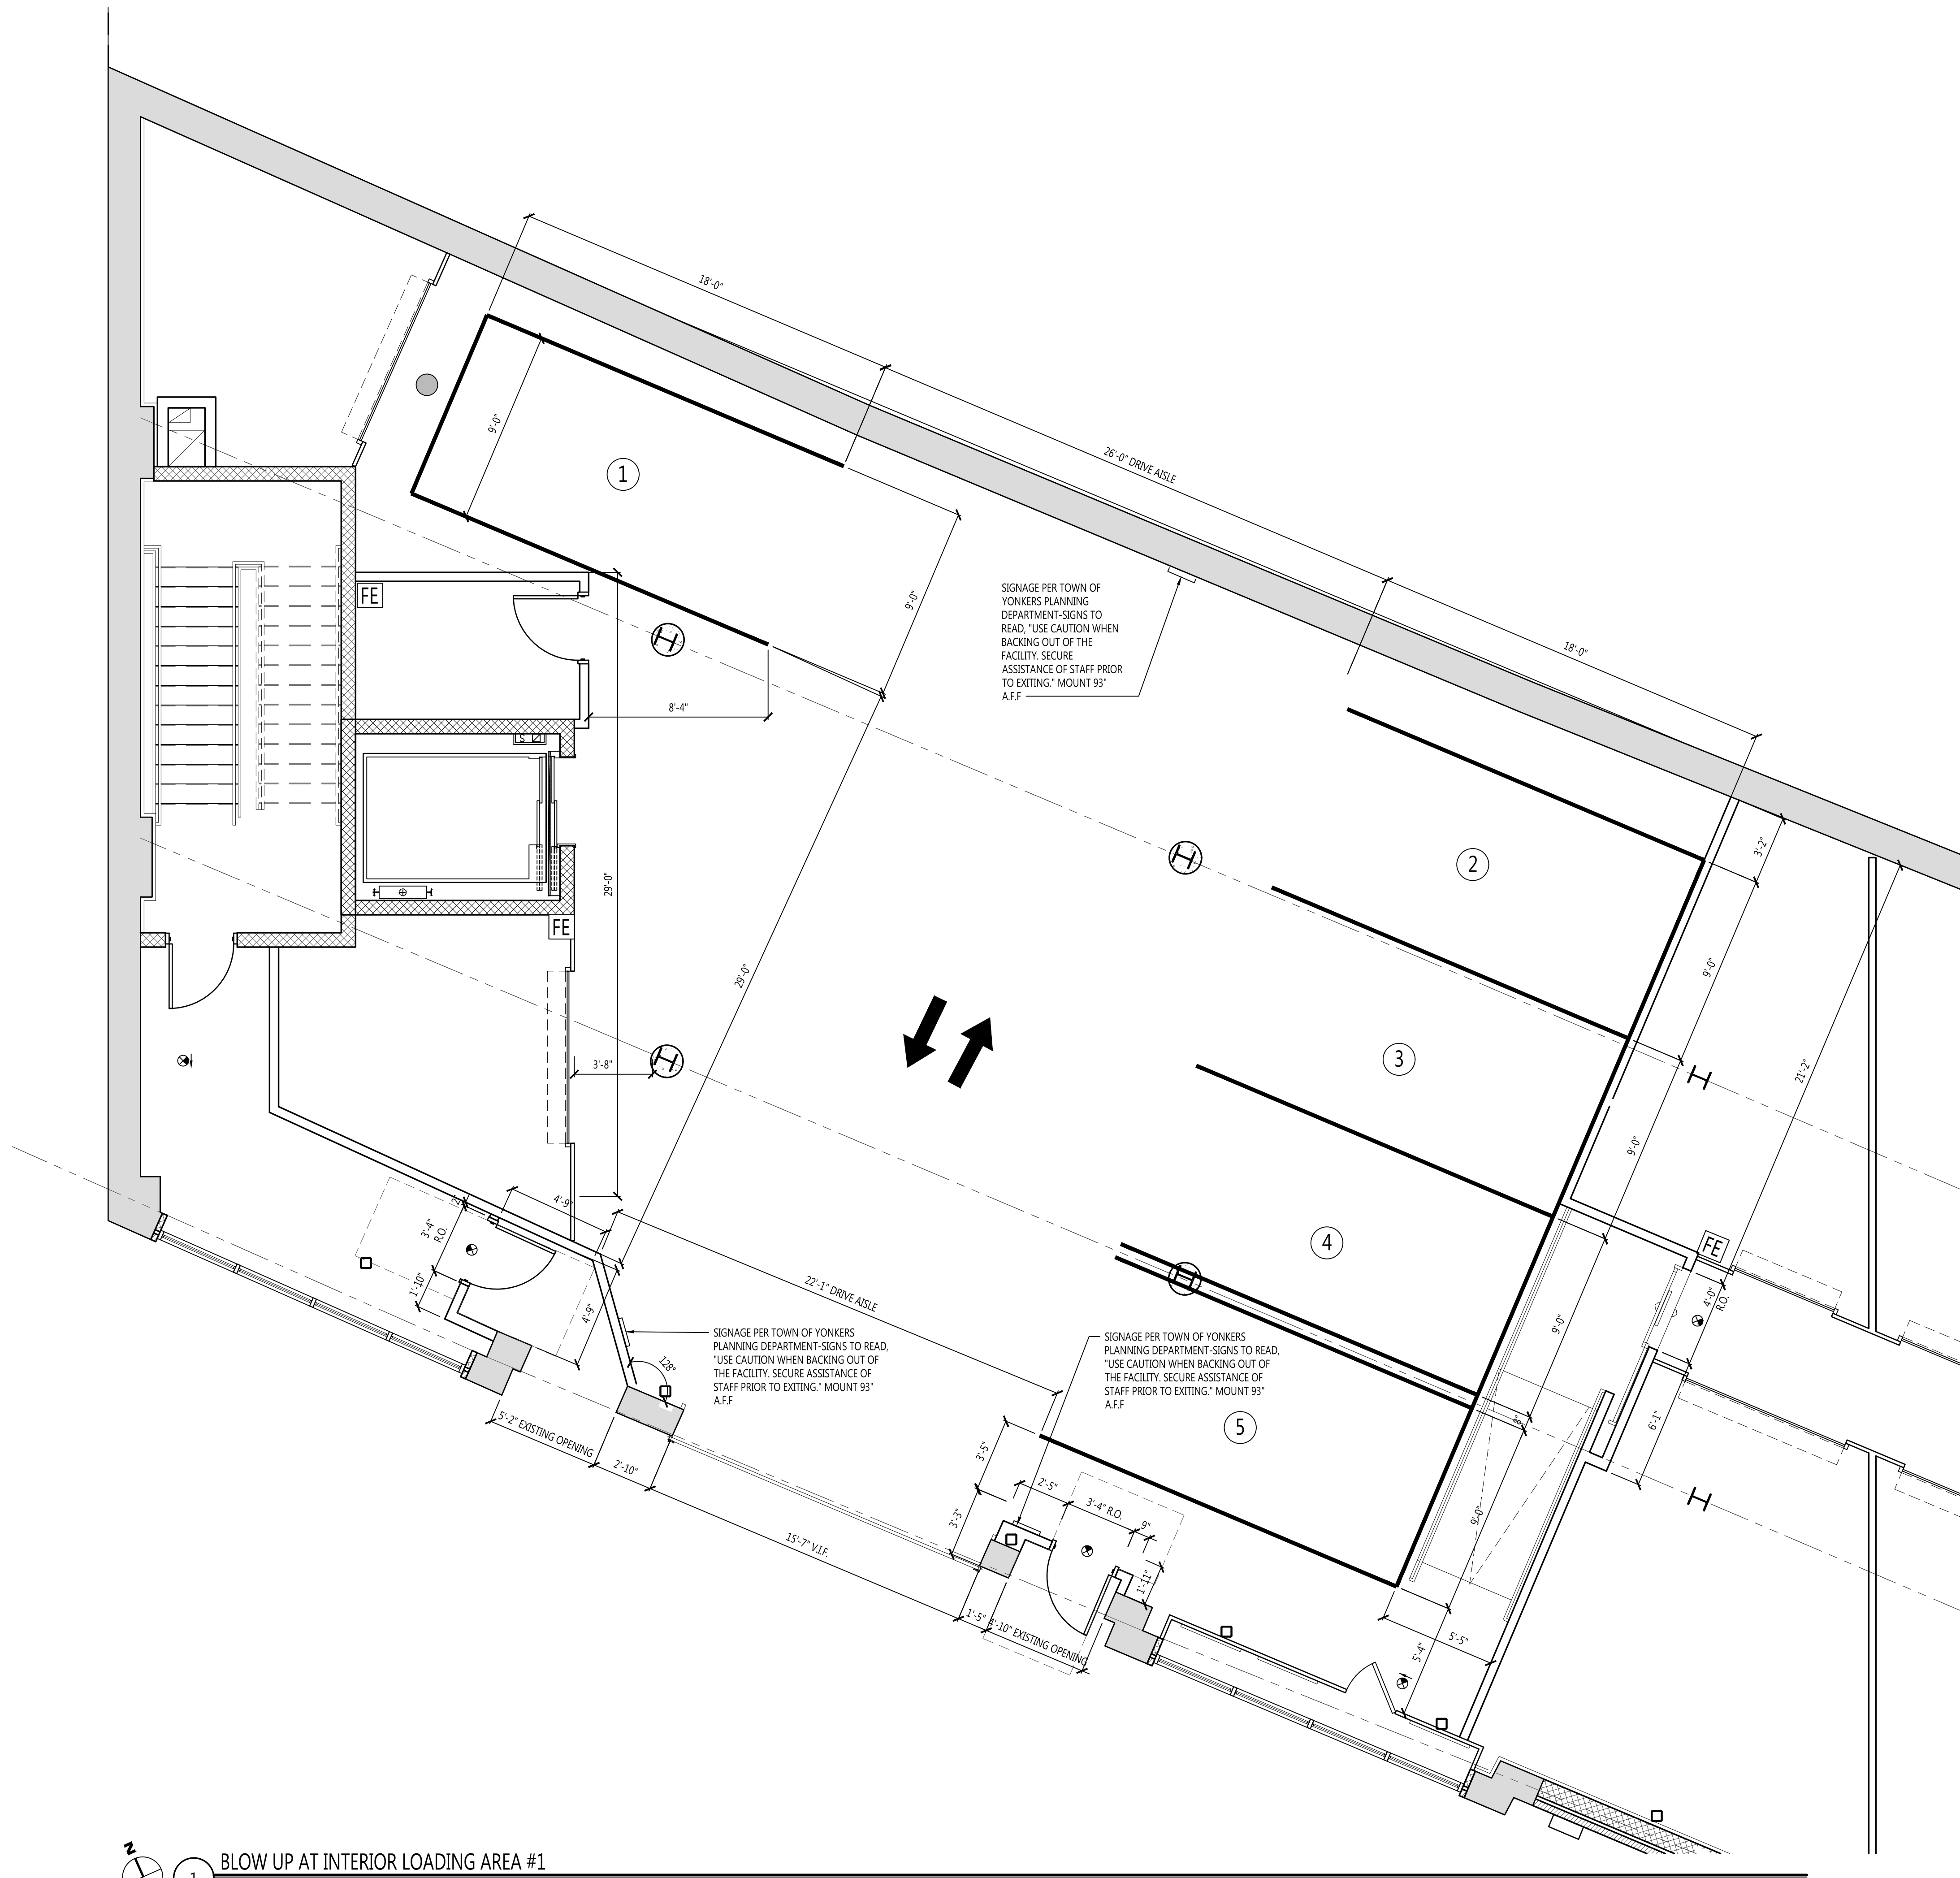 18'-0"
26'-0" DRIVE AISLE
18'-0"
9'-0"
1
9'-0"
SIGNAGE PER TOWN OF
YONKERS PLANNING
DEPARTMENT-SIGNS TO
READ, "USE CAUTION WHEN
BACKING OUT OF THE
FACILITY. SECURE
ASSISTANCE OF STAFF PRIOR
TO EXITING." MOUNT 93"
A.F.F
FE
8'-4"
S
29'-0"
29'-0"
FE
3'-8"
2
3'-2"
9'-0"
3
9'-0"
21'-2"
4
9'-0"
FE
4'-0"
R.O.
2"
4'-9"
3'-4"
R.O.
1'-10"
4'-9"
22'-1" DRIVE AISLE
128°
SIGNAGE PER TOWN OF YONKERS
PLANNING DEPARTMENT-SIGNS TO READ,
"USE CAUTION WHEN BACKING OUT OF
THE FACILITY. SECURE ASSISTANCE OF
STAFF PRIOR TO EXITING." MOUNT 93"
A.F.F
SIGNAGE PER TOWN OF YONKERS
PLANNING DEPARTMENT-SIGNS TO READ,
"USE CAUTION WHEN BACKING OUT OF
THE FACILITY. SECURE ASSISTANCE OF
STAFF PRIOR TO EXITING." MOUNT 93"
A.F.F
5
8"
6'-1"
5'-2" EXISTING OPENING
2'-10"
15'-7" V.I.F.
3'-5"
3'-3"
2'-5"
3'-4" R.O.
9"
1'-11"
9'-0"
1'-5"
4'-10" EXISTING OPENING
5'-5"
5'-4"
N
1
BLOW UP AT INTERIOR LOADING AREA #1